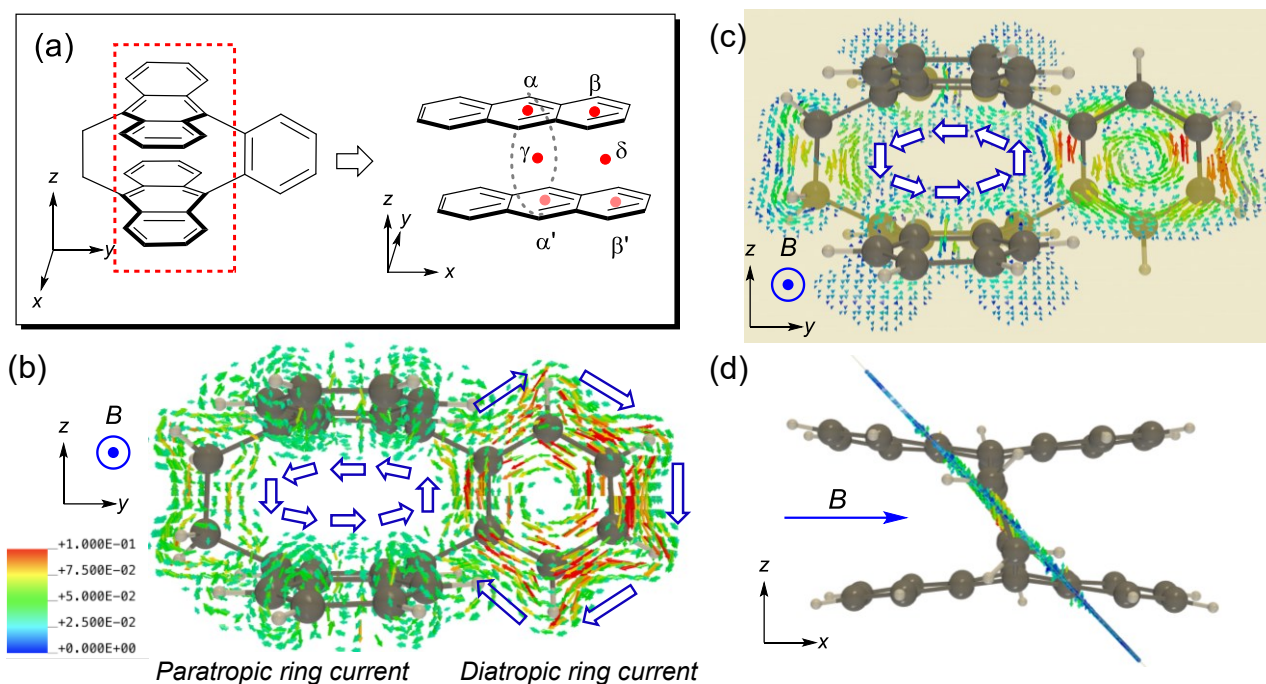 (a)
z
y
x
α
β
γ
δ
α'
β'
z
y
x
(b)
B
z
y
+1.000E-01
+7.500E-02
+5.000E-02
+2.500E-02
+0.000E+00
Paratropic ring current
Diatropic ring current
(c)
B
z
y
(d)
B
z
x